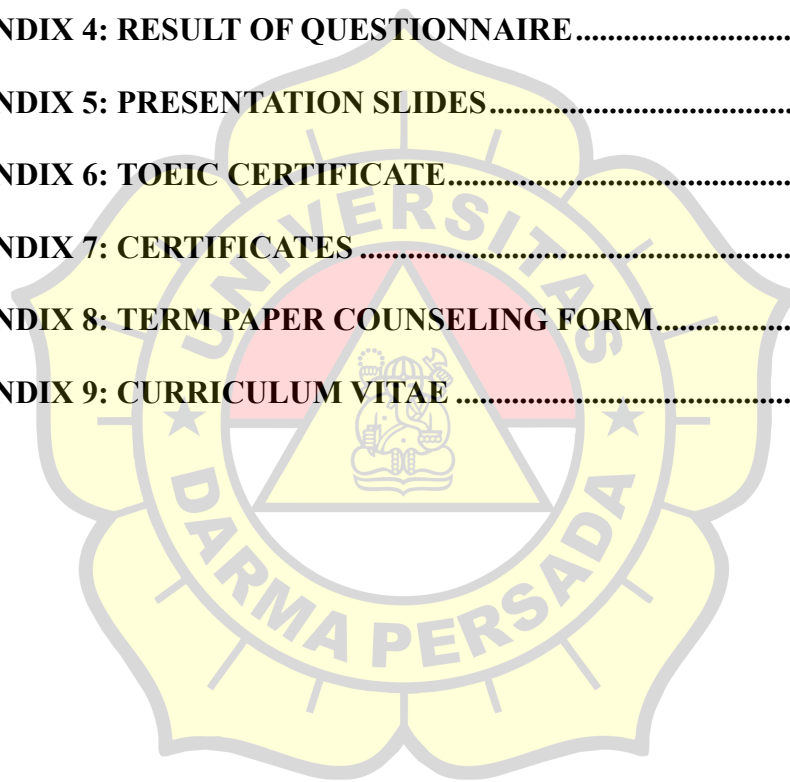 NDIX 4: RESULT OF QUESTIONNAIRE...........................
NDIX 5: PRESENTATION SLIDES......................................
NDIX 6: TOEIC CERTIFICATE...........................................
NDIX 7: CERTIFICATES ......................................................
NDIX 8: TERM PAPER COUNSELING FORM.................
NDIX 9: CURRICULUM VITAE ..........................................
UNIVERSITAS
DARMA PERSADA